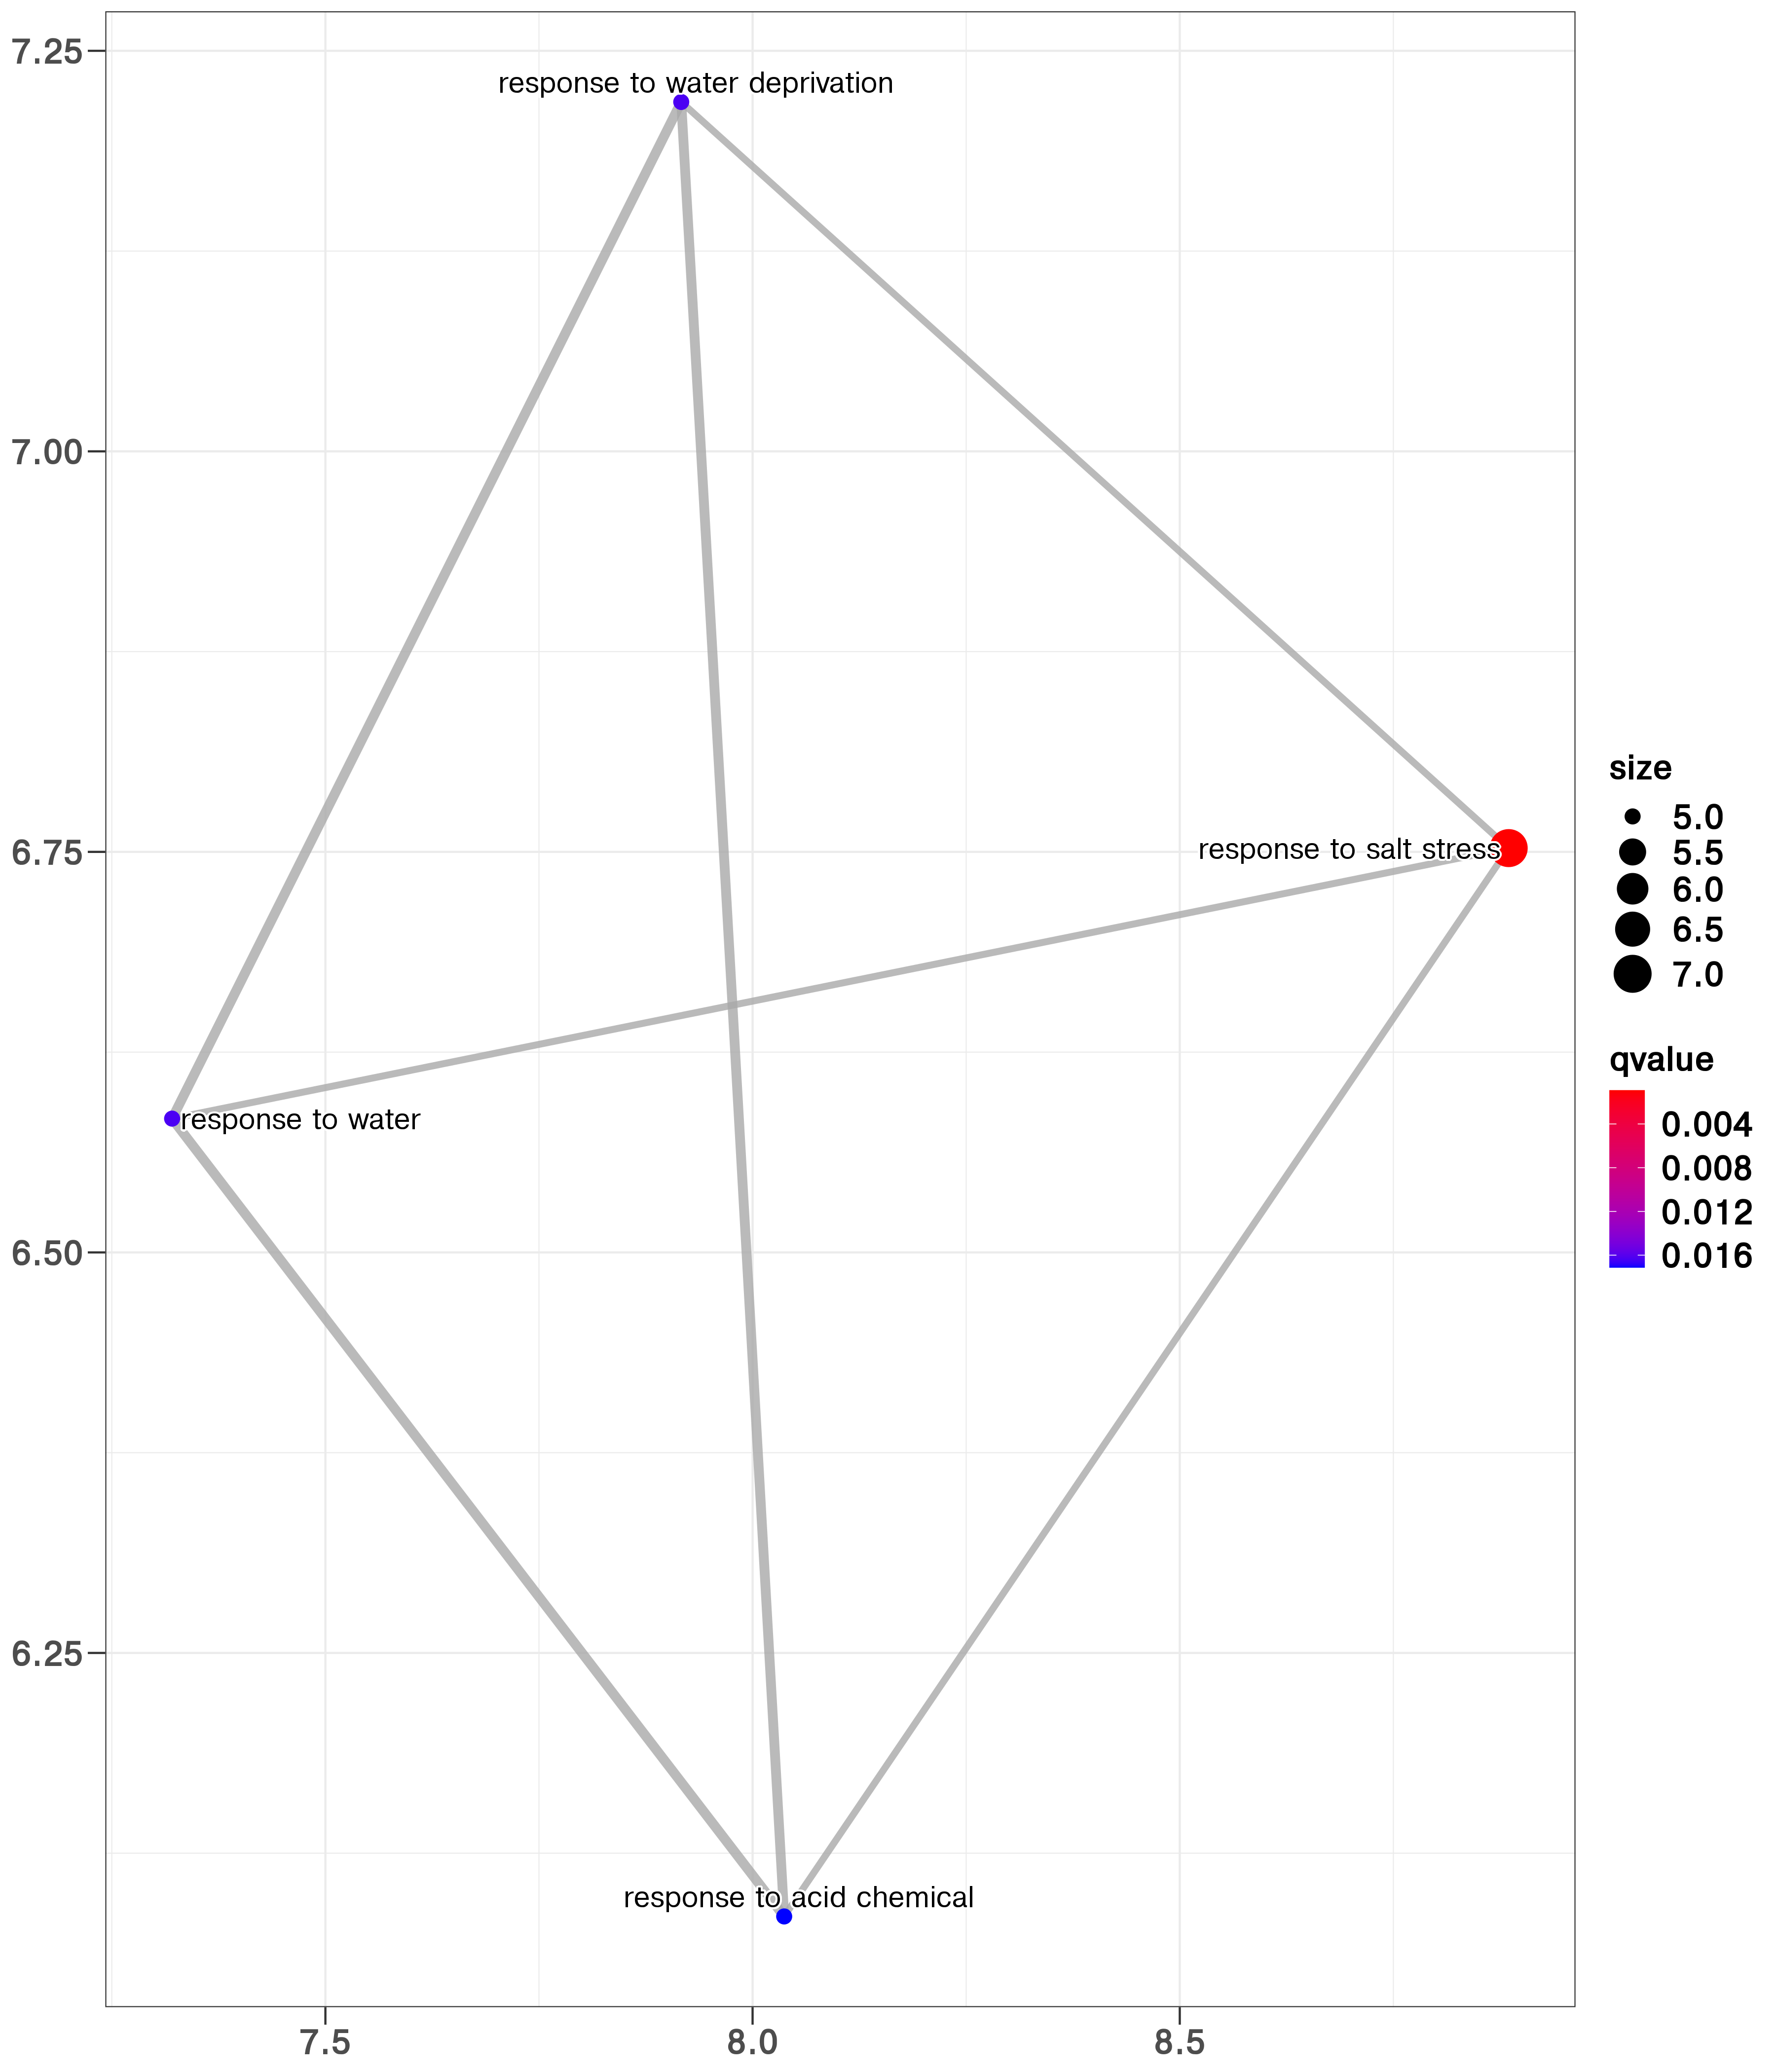 7.25
response to water deprivation
7.00
6.75
response to salt stress
response to water
6.50
6.25
response to acid chemical
7.5
8.0
8.5
size
5.0
5.5
6.0
6.5
7.0
qvalue
0.004
0.008
0.012
0.016